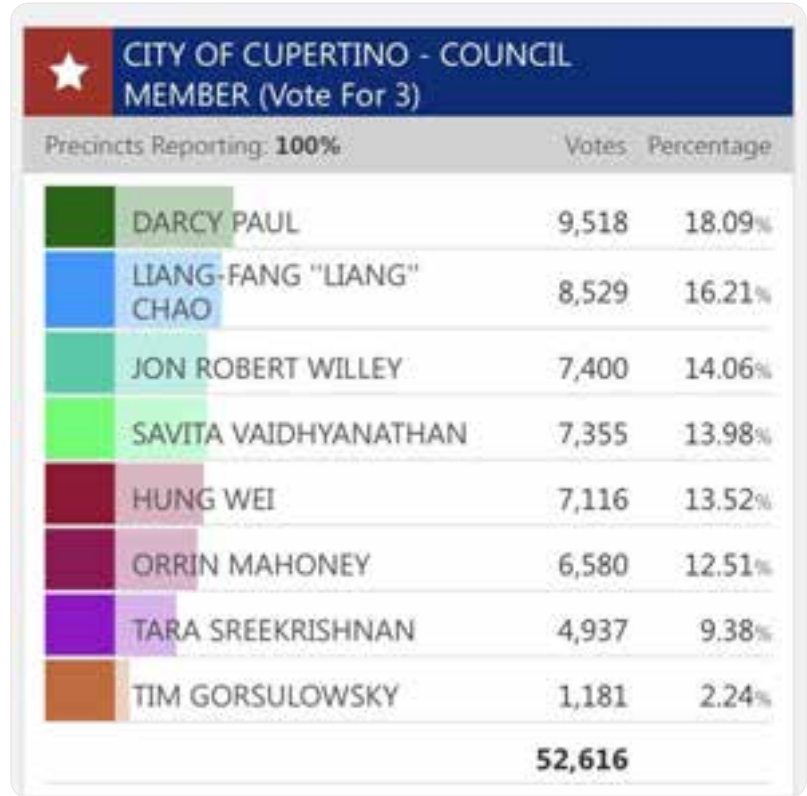 CITY OF CUPERTINO - COUNCIL
MEMBER (Vote For 3)
Precincts Reporting: 100% Votes Percentage
DARCY PAUL 9,518 18.09%
LIANG-FANG "LIANG"
CHAO 8,529 16.21%
JON ROBERT WILLEY 7,400 14.06%
SAVITA VAIDHYANATHAN 7,355 13.98%
HUNG WEI 7,116 13.52%
ORRIN MAHONEY 6,580 12.51%
TARA SREEKRISHNAN 4,937 9.38%
TIM GORSULOWSKY 1,181 2.24%
52,616